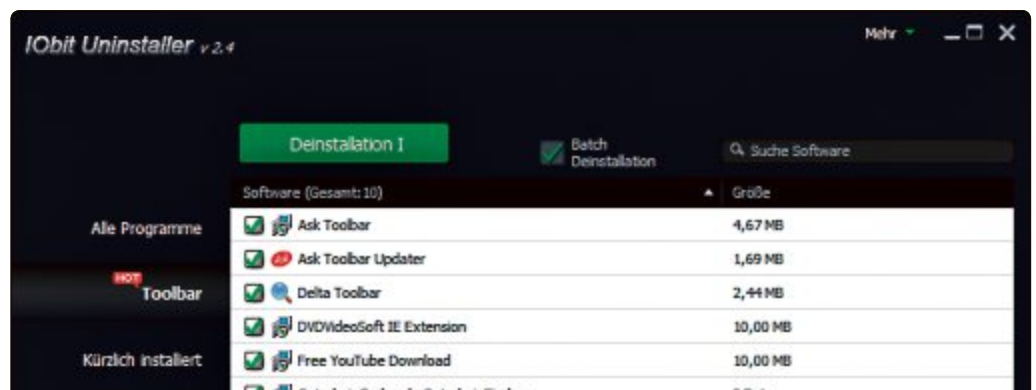 IObit Uninstaller v 2.4
Mehr
Deinstallation I
Batch
Deinstallation
Suche Software
Software (Gesamt: 10)
Größe
Alle Programme
Ask Toolbar
4,67 MB
Ask Toolbar Updater
1,69 MB
HOT
Toolbar
Delta Toolbar
2,44 MB
DVDVideoSoft IE Extension
10,00 MB
Kürzlich installert
Free YouTube Download
10,00 MB